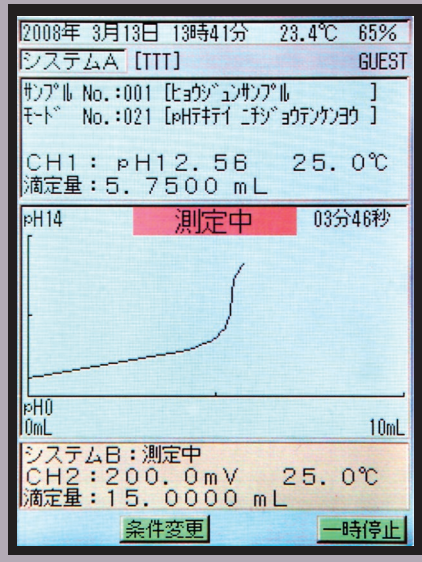 2008年 3月13日 13時41分 23.4℃ 65%
システムA [TTT] GUEST
ｻﾝﾌﾟﾙ No.:001 [ﾋｮｳｼﾞｭﾝｻﾝﾌﾟﾙ ]
ﾓｰﾄﾞ No.:021 [pHﾃｷﾃｲ ﾆﾁｼﾞｮｳﾃﾝｹﾝﾖｳ ]
CH1: pH12.56 25.0℃
滴定量:5.7500 mL
pH14 測定中 03分46秒
pH0
0mL 10mL
システムB:測定中
CH2:200.0mV 25.0℃
滴定量:15.0000 mL
条件変更 一時停止